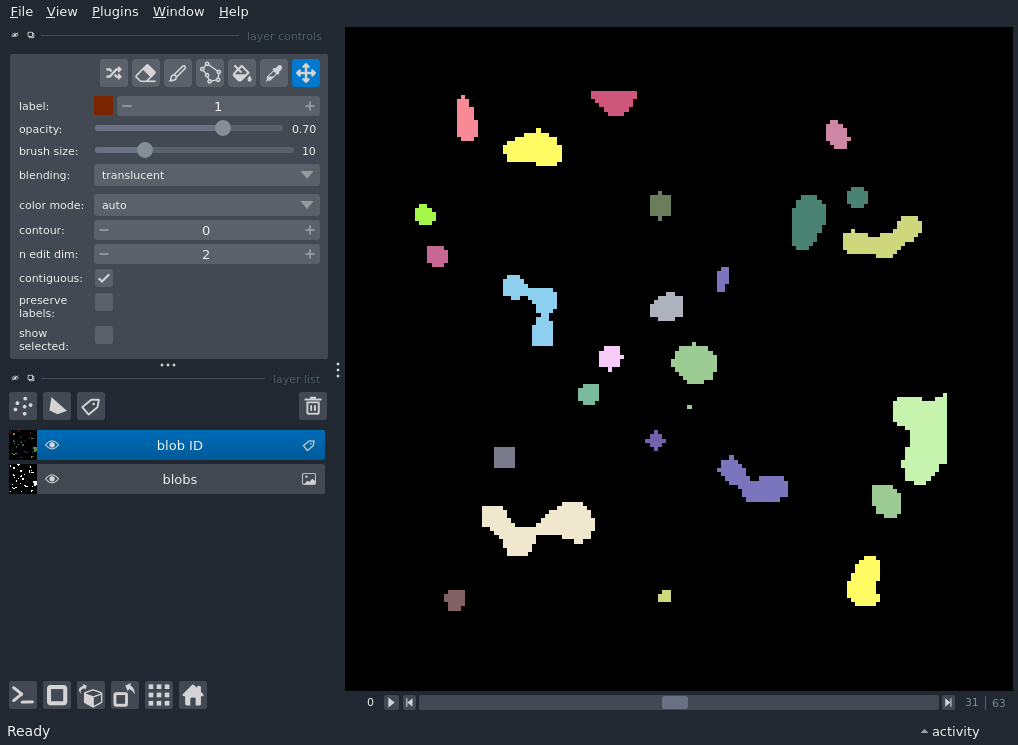 File View Plugins Window Help
layer controls
label: 1
opacity: 0.70
brush size: 10
blending: translucent
color mode: auto
contour: 0
n edit dim: 2
contiguous:
preserve
labels:
show
selected:
layer list
blob ID
blobs
0 31 | 63
Ready activity